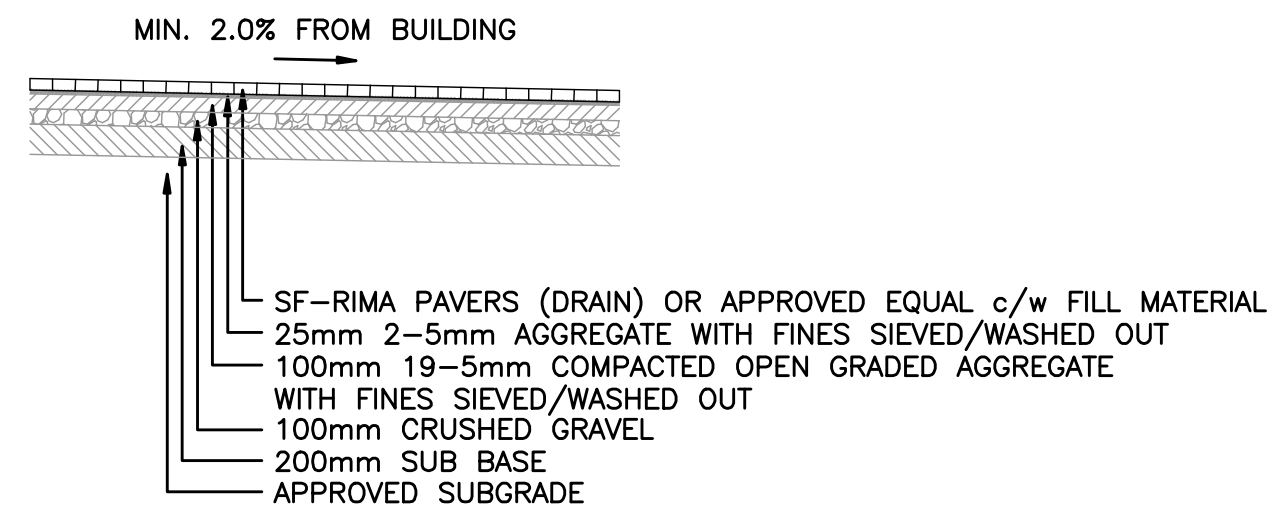 MIN. 2.0% FROM BUILDING
SF-RIMA PAVERS (DRAIN) OR APPROVED EQUAL c/w FILL MATERIAL
25mm 2-5mm AGGREGATE WITH FINES SIEVED/WASHED OUT
100mm 19-5mm COMPACTED OPEN GRADED AGGREGATE
WITH FINES SIEVED/WASHED OUT
100mm CRUSHED GRAVEL
200mm SUB BASE
APPROVED SUBGRADE